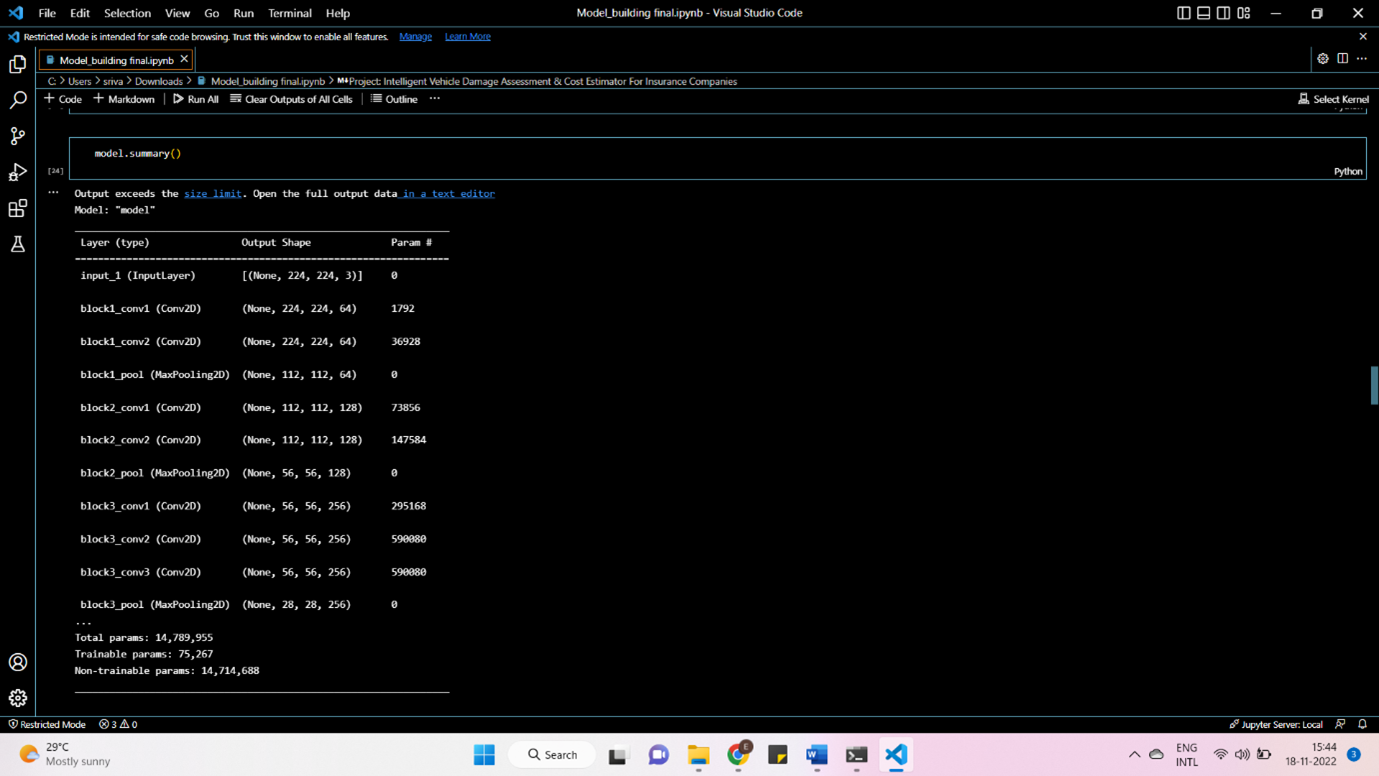 File Edit Selection View Go Run Terminal Help
Model_building final.ipynb - Visual Studio Code
Restricted Mode is intended for safe code browsing. Trust this window to enable all features. Manage Learn More
Model_building final.ipynb
C: > Users > sriva > Downloads > Model_building final.ipynb > M↓Project: Intelligent Vehicle Damage Assessment & Cost Estimator For Insurance Companies
+ Code + Markdown Run All Clear Outputs of All Cells Outline ...
Select Kernel
model.summary()
[24]
Python
... Output exceeds the size limit. Open the full output data in a text editor
Model: "model"
Layer (type) Output Shape Param #
=================================================================
input_1 (InputLayer) [(None, 224, 224, 3)] 0
block1_conv1 (Conv2D) (None, 224, 224, 64) 1792
block1_conv2 (Conv2D) (None, 224, 224, 64) 36928
block1_pool (MaxPooling2D) (None, 112, 112, 64) 0
block2_conv1 (Conv2D) (None, 112, 112, 128) 73856
block2_conv2 (Conv2D) (None, 112, 112, 128) 147584
block2_pool (MaxPooling2D) (None, 56, 56, 128) 0
block3_conv1 (Conv2D) (None, 56, 56, 256) 295168
block3_conv2 (Conv2D) (None, 56, 56, 256) 590080
block3_conv3 (Conv2D) (None, 56, 56, 256) 590080
block3_pool (MaxPooling2D) (None, 28, 28, 256) 0
...
Total params: 14,789,955
Trainable params: 75,267
Non-trainable params: 14,714,688
Restricted Mode 3 0
Jupyter Server: Local
29°C
Mostly sunny
Search
E
ENG
INTL
15:44
18-11-2022
3